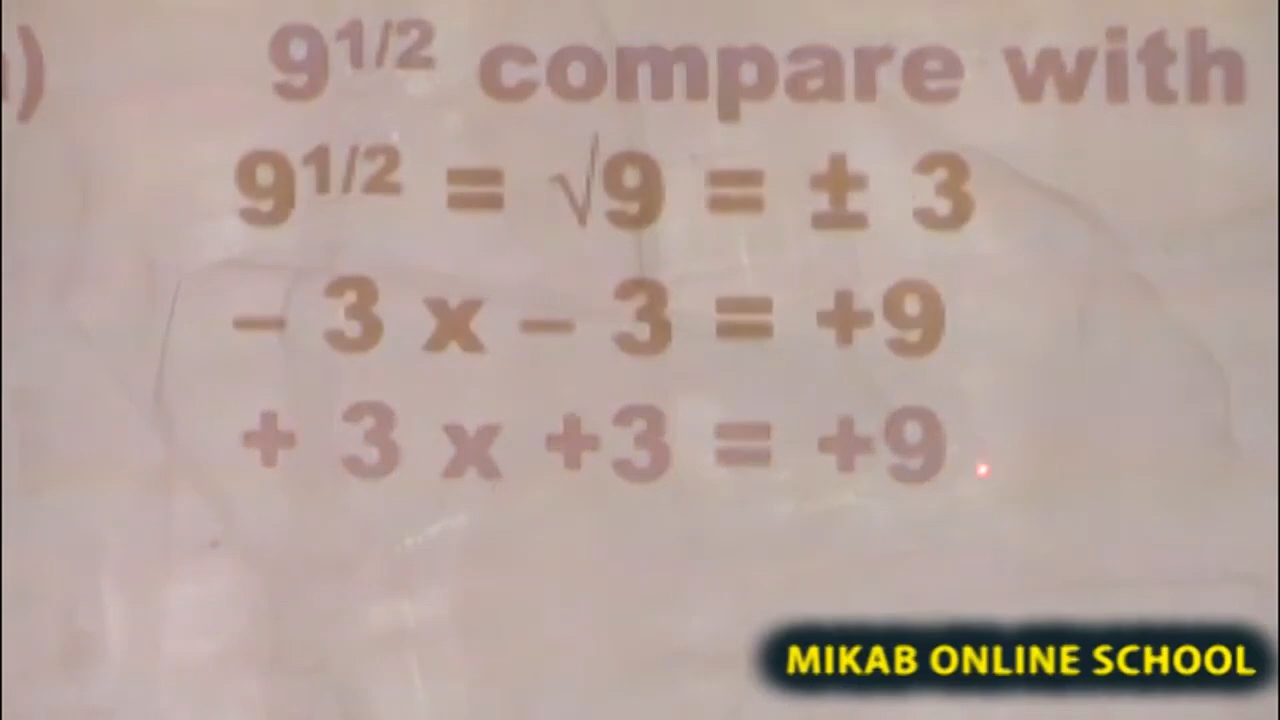 ) 9^1/2 compare with
9^1/2 = √9 = ± 3
– 3 x – 3 = +9
+ 3 x +3 = +9
MIKAB ONLINE SCHOOL